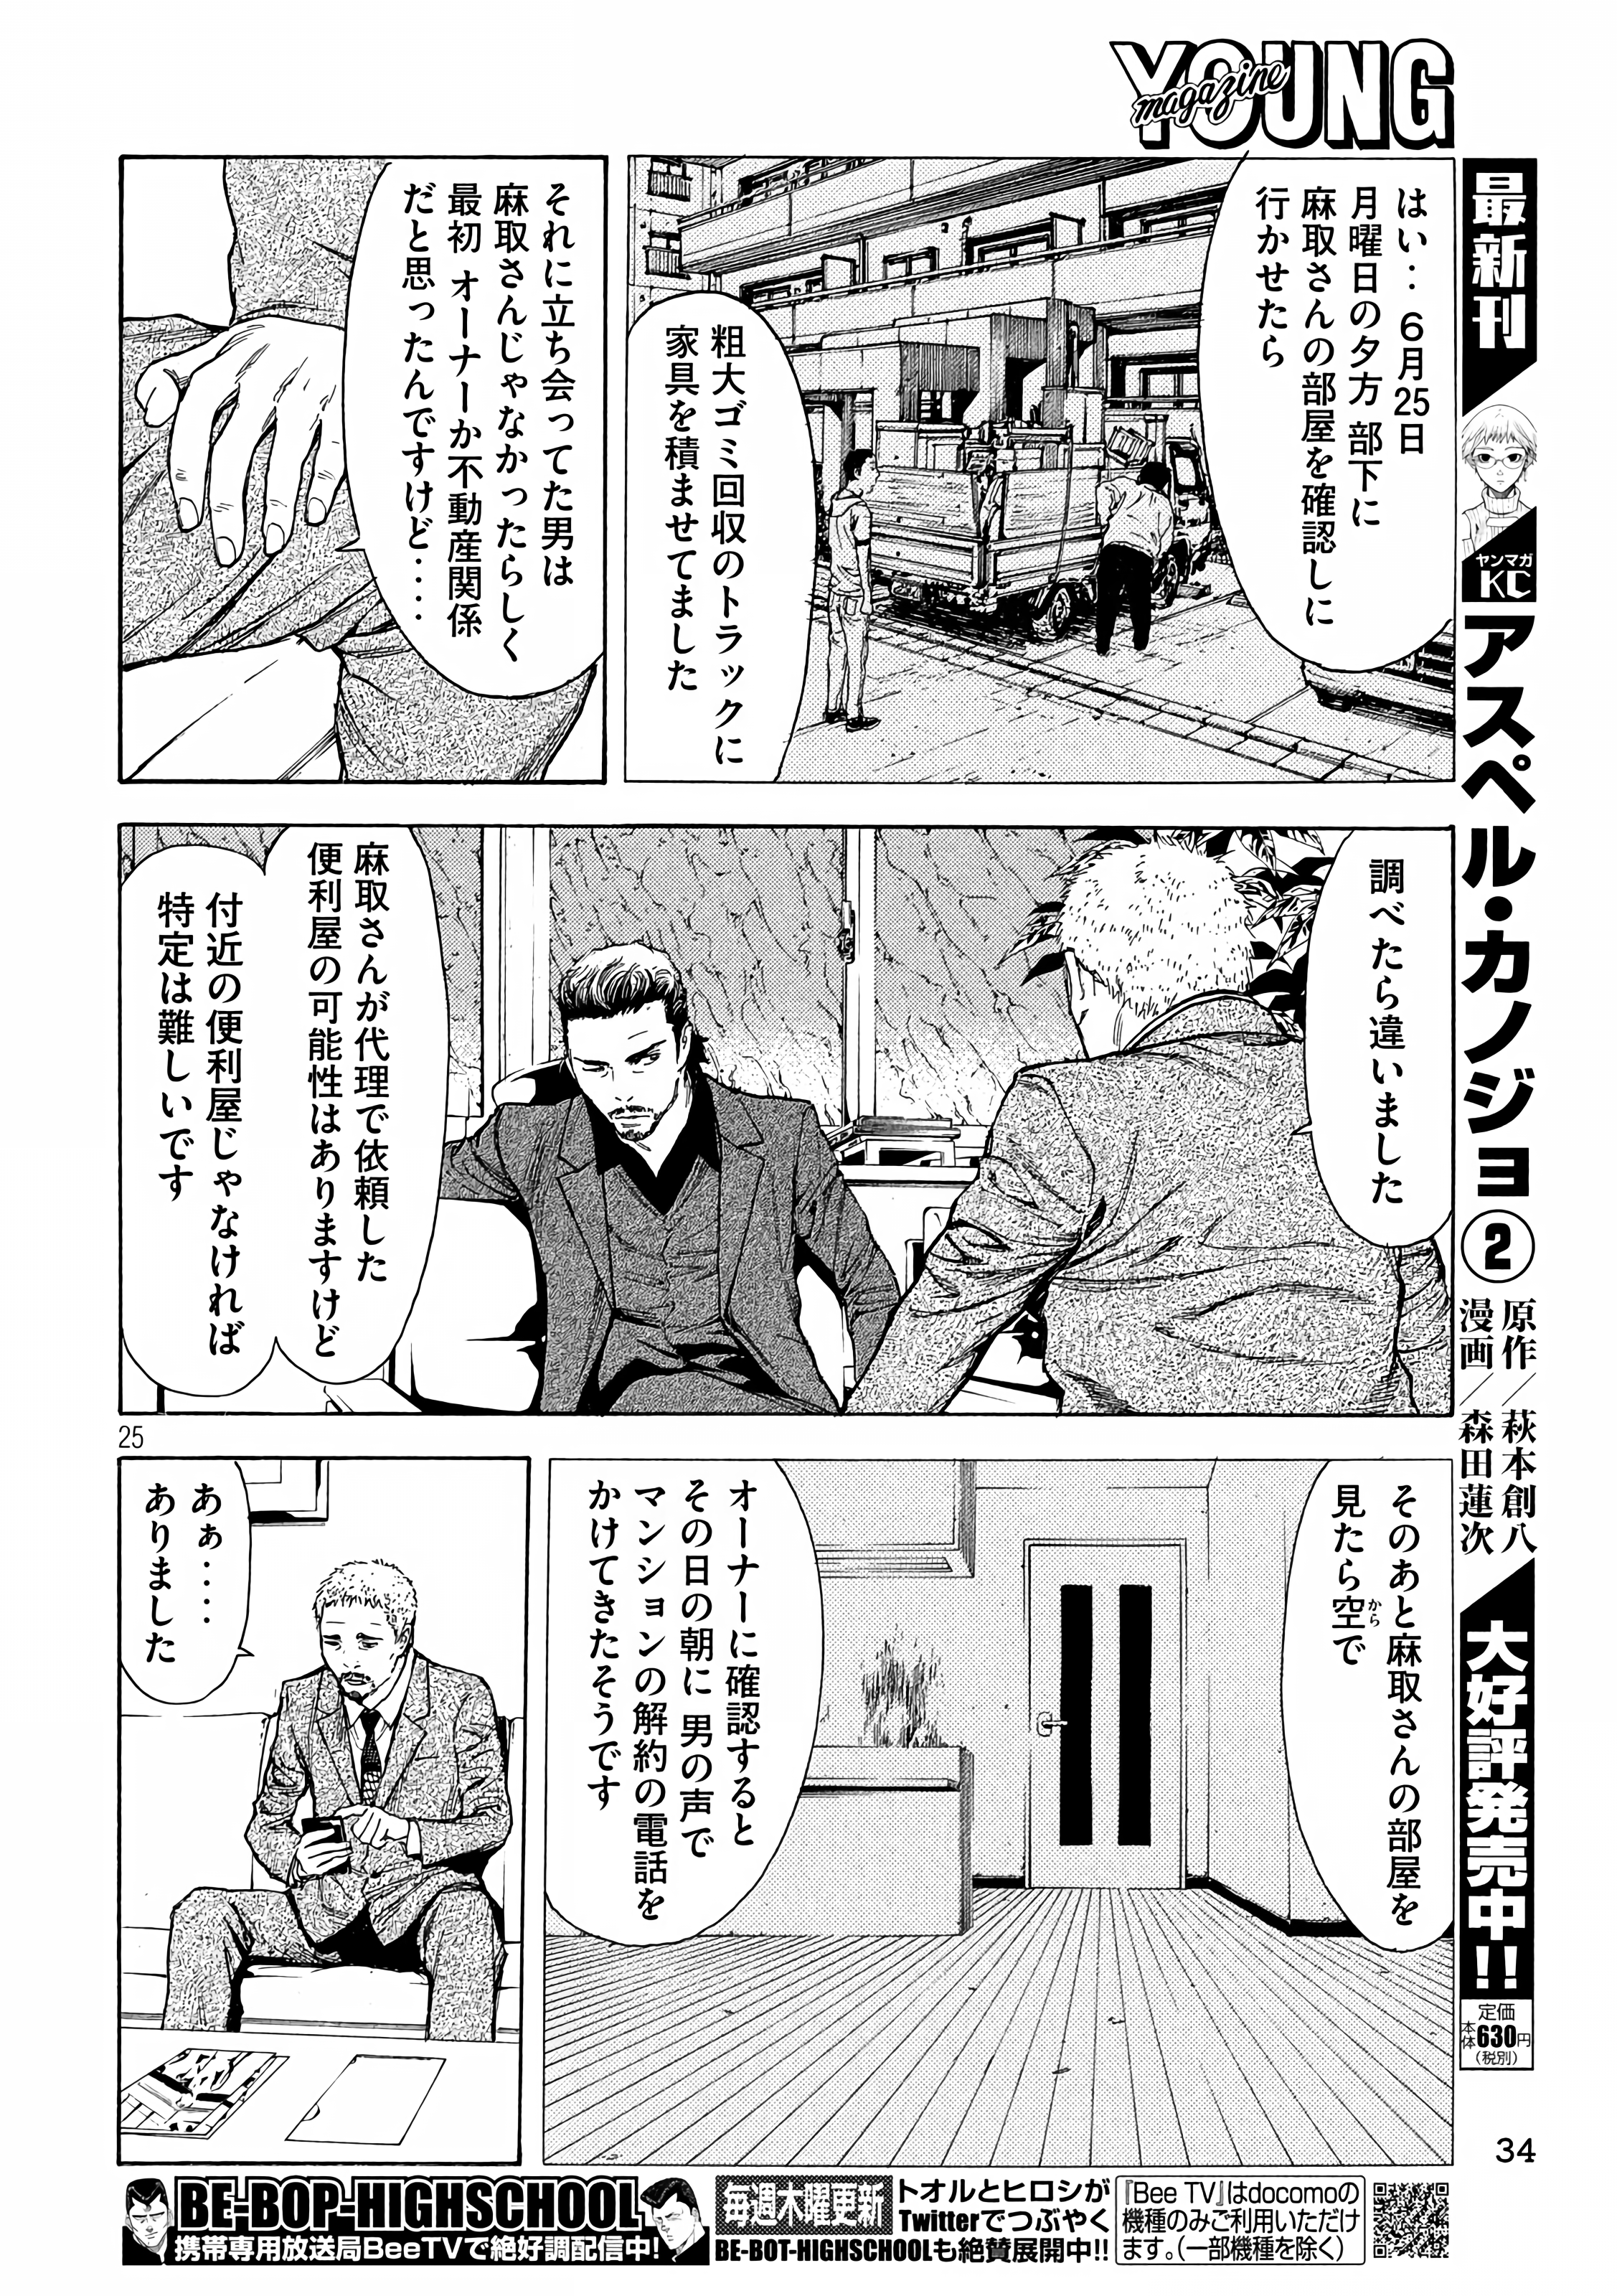 YOUNG
magazine
はい‥6月25日
月曜日の夕方 部下に
麻取さんの部屋を確認しに
行かせたら
粗大ゴミ回収のトラックに
家具を積ませてました
それに立ち会ってた男は
麻取さんじゃなかったらしく
最初 オーナーか不動産関係
だと思ったんですけど‥‥
調べたら違いました
麻取さんが代理で依頼した
便利屋の可能性はありますけど
付近の便利屋じゃなければ
特定は難しいです
25
そのあと麻取さんの部屋を
見たら空で
から
オーナーに確認すると
その日の朝に 男の声で
マンションの解約の電話を
かけてきたそうです
あぁ‥‥
ありました
最新刊
ヤンマガ
KC
アスペル・カノジョ②
原作／萩本創八
漫画／森田蓮次
大好評発売中!!
定価
本体630円
(税別)
34
BE-BOP-HIGHSCHOOL
携帯専用放送局BeeTVで絶好調配信中!
毎週木曜更新
トオルとヒロシが
Twitterでつぶやく
BE-BOT-HIGHSCHOOLも絶賛展開中!!
『Bee TV』はdocomoの
機種のみご利用いただけ
ます。(一部機種を除く)